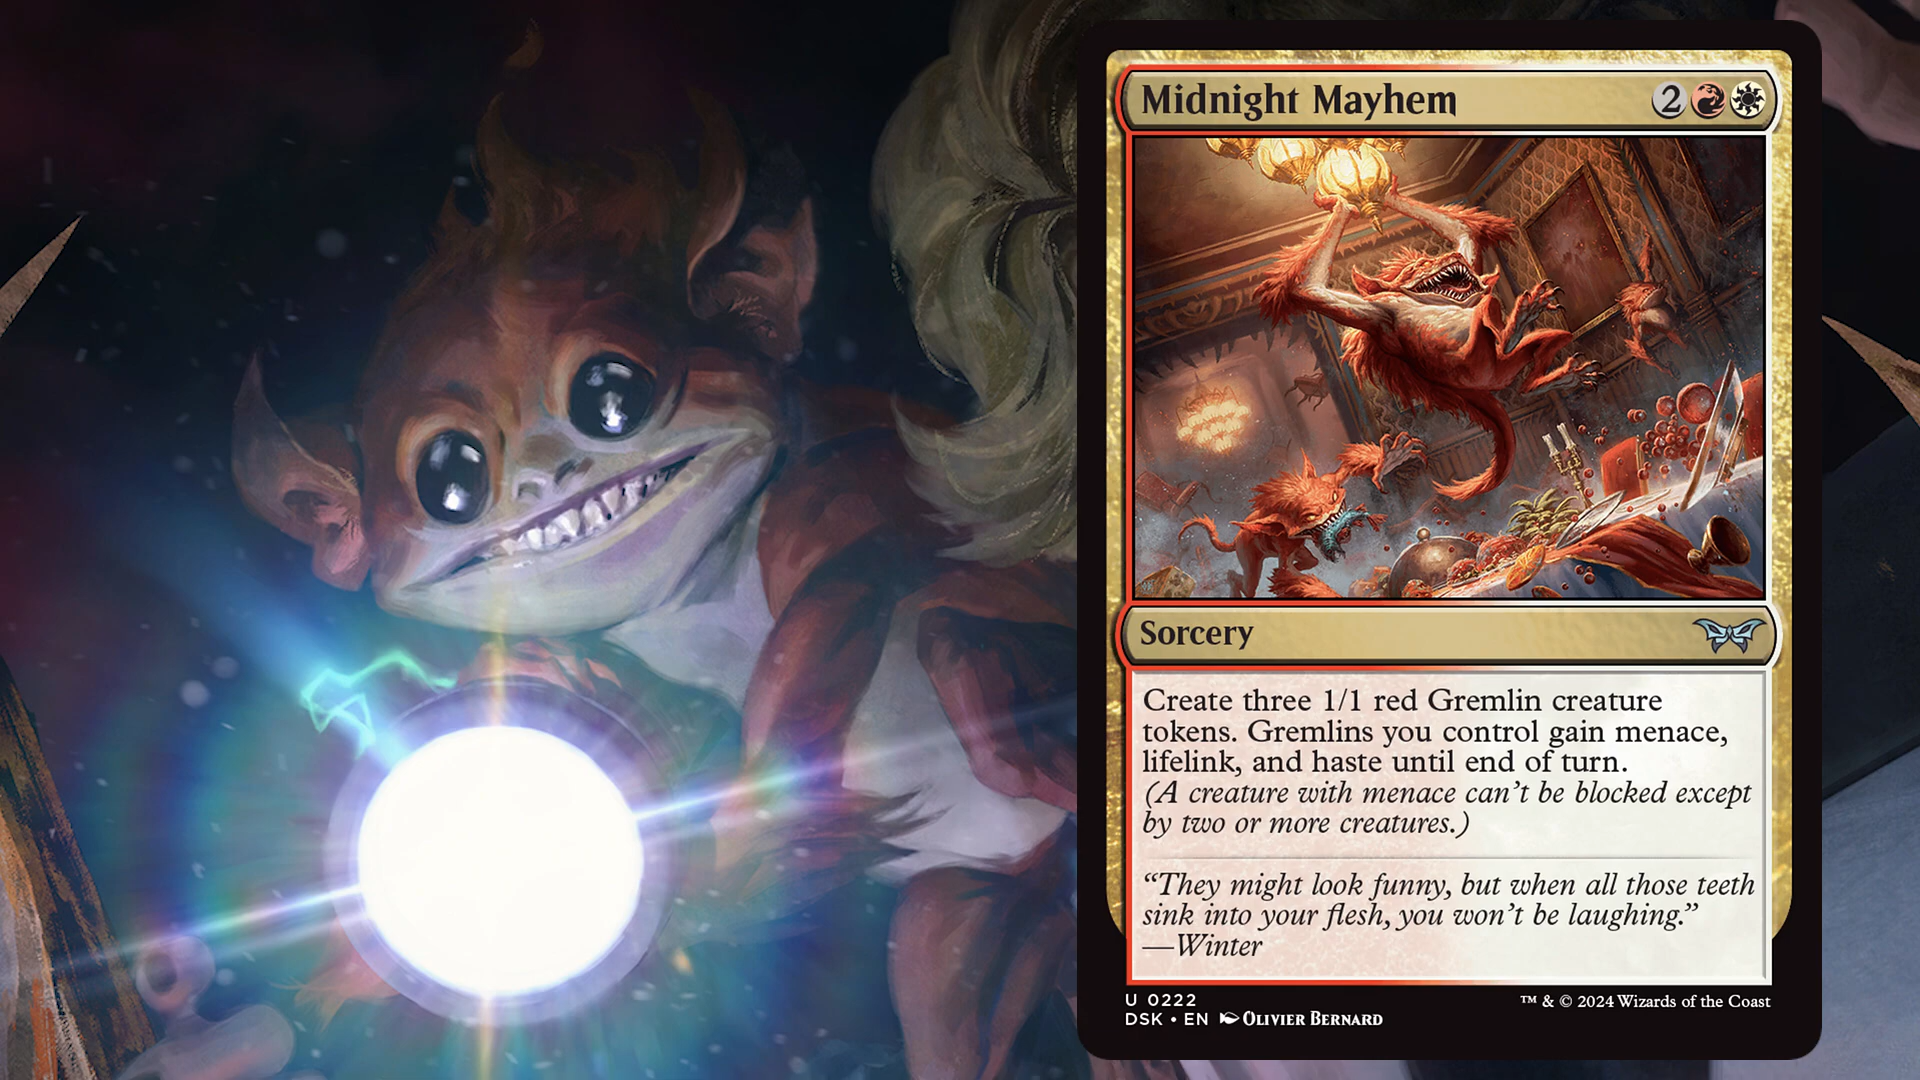 Midnight Mayhem 2
Sorcery
Create three 1/1 red Gremlin creature
tokens. Gremlins you control gain menace,
lifelink, and haste until end of turn.
(A creature with menace can't be blocked except
by two or more creatures.)
“They might look funny, but when all those teeth
sink into your flesh, you won't be laughing.”
—Winter
U 0222
DSK • EN OLIVIER BERNARD
™ & © 2024 Wizards of the Coast